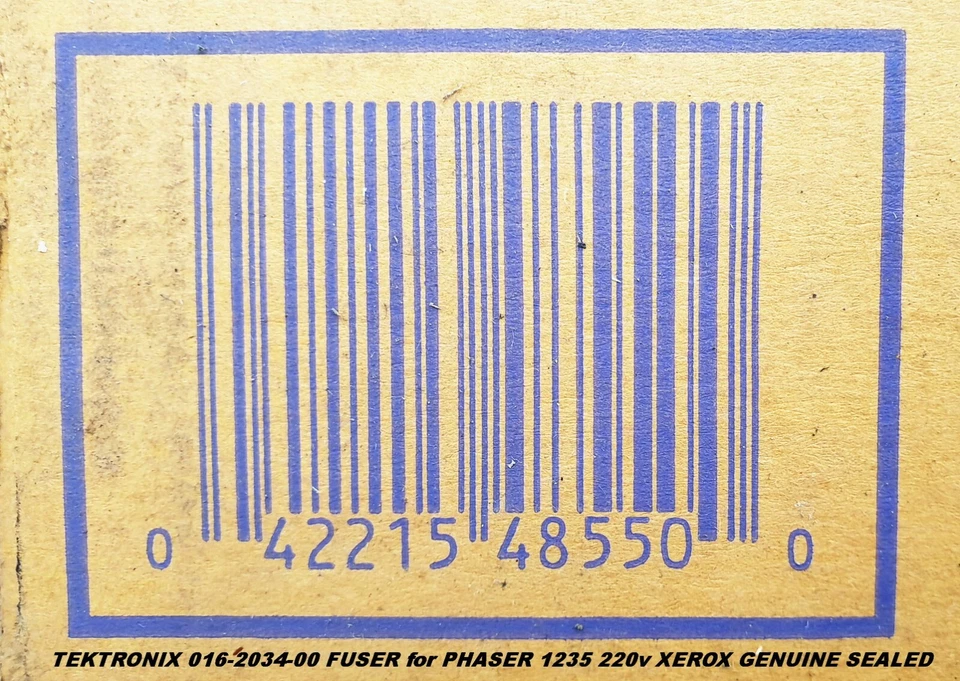 0 42215 48550 0
TEKTRONIX 016-2034-00 FUSER for PHASER 1235 220v XEROX GENUINE SEALED